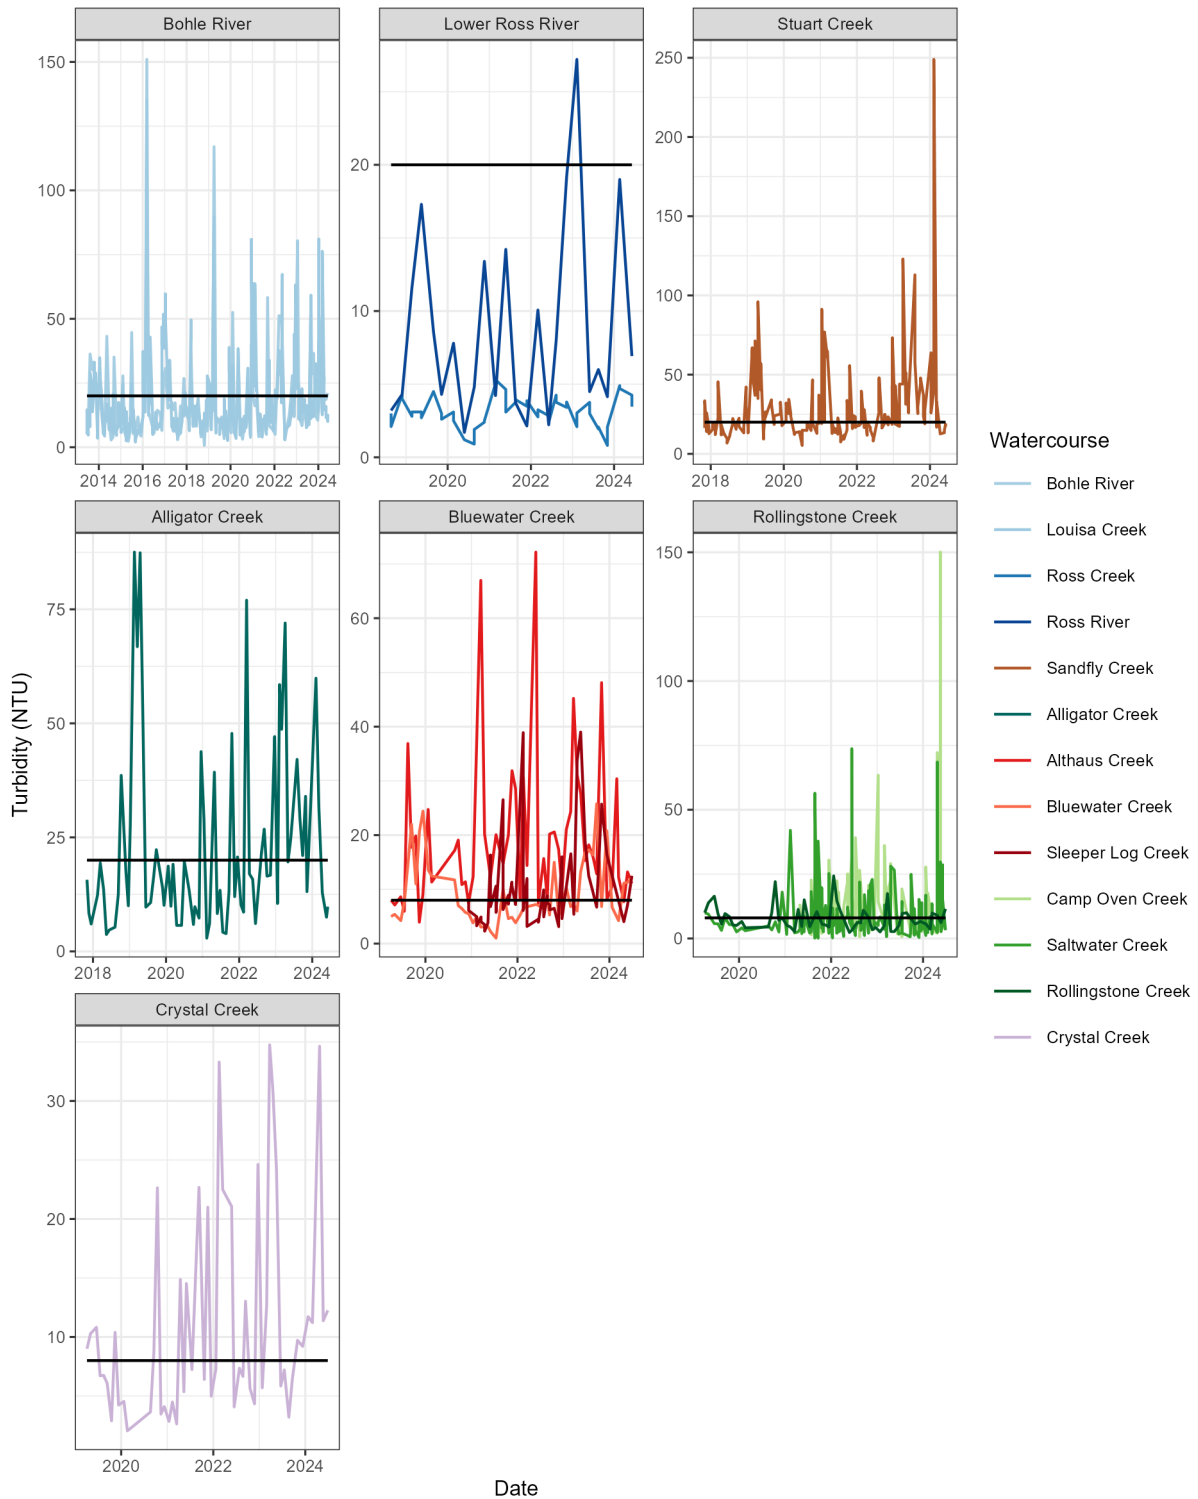 Bohle River
Lower Ross River
Stuart Creek
150
100
50
0
2014 2016 2018 2020 2022 2024
20
10
0
2020 2022 2024
250
200
150
100
50
0
2018 2020 2022 2024
Alligator Creek
Bluewater Creek
Rollingstone Creek
75
50
25
0
2018 2020 2022 2024
60
40
20
0
2020 2022 2024
150
100
50
0
2020 2022 2024
Crystal Creek
30
20
10
2020 2022 2024
Turbidity (NTU)
Date
Watercourse
Bohle River
Louisa Creek
Ross Creek
Ross River
Sandfly Creek
Alligator Creek
Althaus Creek
Bluewater Creek
Sleeper Log Creek
Camp Oven Creek
Saltwater Creek
Rollingstone Creek
Crystal Creek